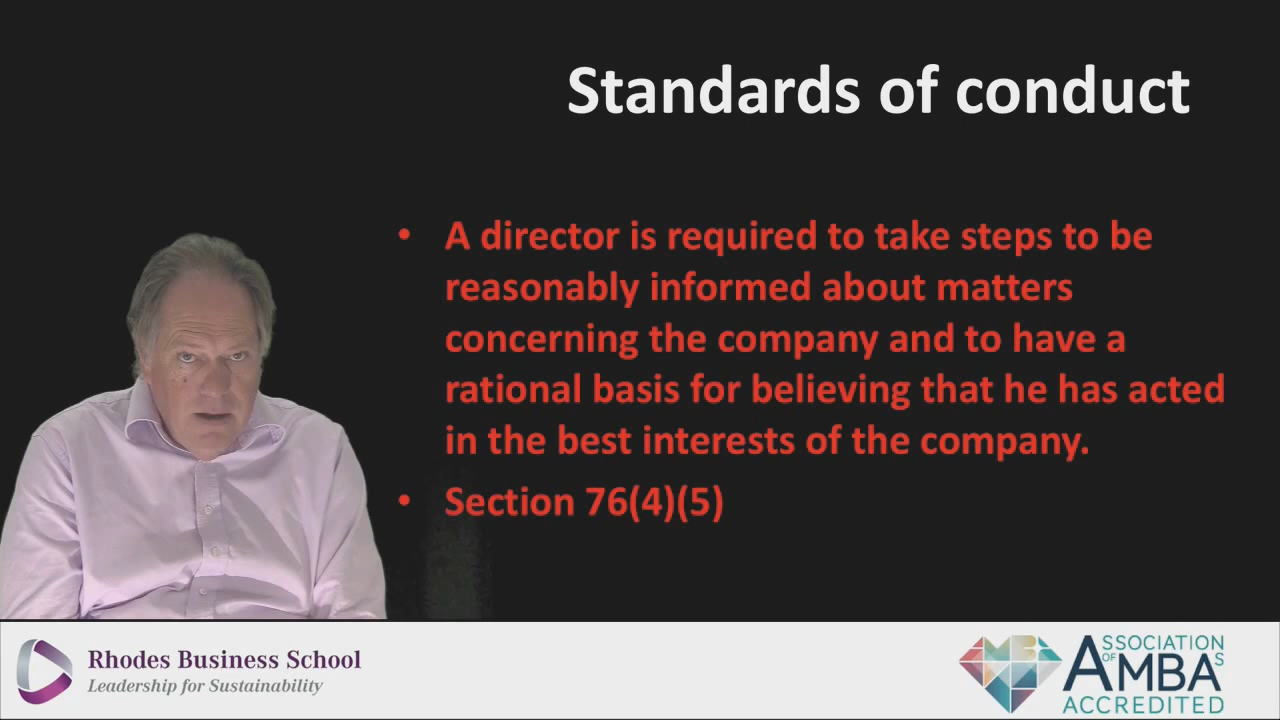 Standards of conduct
• A director is required to take steps to be
reasonably informed about matters
concerning the company and to have a
rational basis for believing that he has acted
in the best interests of the company.
• Section 76(4)(5)
Rhodes Business School
Leadership for Sustainability
ASSOCIATION
OF AMBAS
ACCREDITED